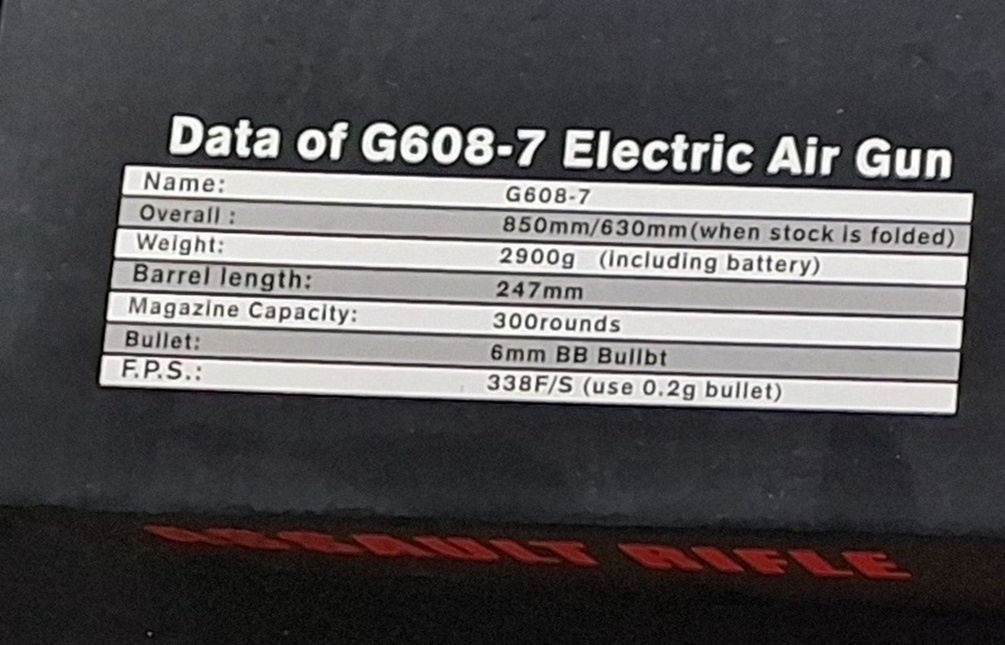 Data of G608-7 Electric Air Gun
Name: G608-7
Overall : 850mm/630mm(when stock is folded)
Weight: 2900g (including battery)
Barrel length: 247mm
Magazine Capacity: 300rounds
Bullet: 6mm BB Bullbt
F.P.S.: 338F/S (use 0.2g bullet)
ASSAULT RIFLE